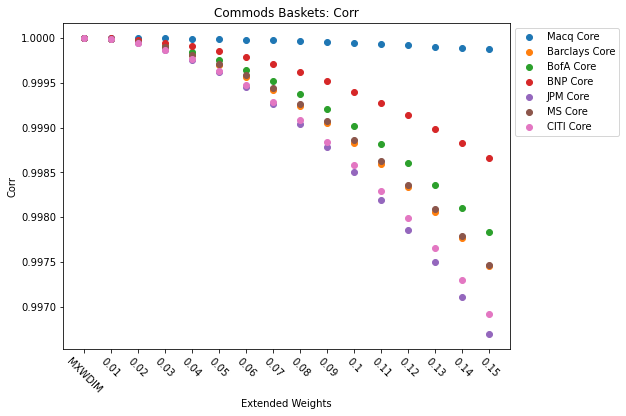 Commods Baskets: Corr
Corr
1.0000
0.9995
0.9990
0.9985
0.9980
0.9975
0.9970
MXWDIM
0.01
0.02
0.03
0.04
0.05
0.06
0.07
0.08
0.09
0.1
0.11
0.12
0.13
0.14
0.15
Extended Weights
Macq Core
Barclays Core
BofA Core
BNP Core
JPM Core
MS Core
CITI Core